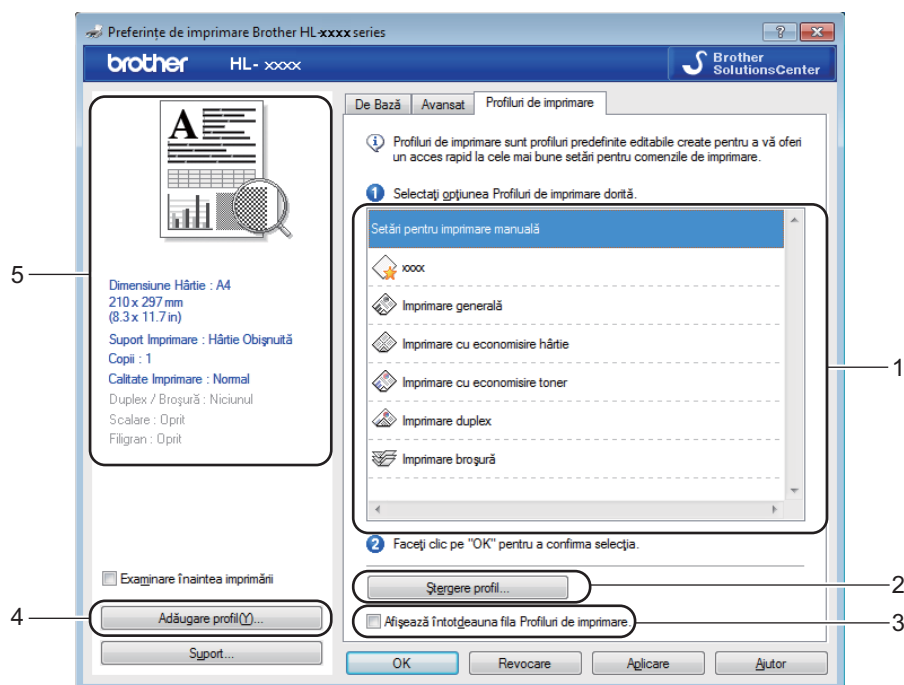 Preferințe de imprimare Brother HL-xxxx series
brother HL- xxxx
Brother
SolutionsCenter
De Bază Avansat Profiluri de imprimare
Profiluri de imprimare sunt profiluri predefinite editabile create pentru a vă oferi
un acces rapid la cele mai bune setări pentru comenzile de imprimare.
1 Selectați opțiunea Profiluri de imprimare dorită.
Setări pentru imprimare manuală
xxxx
Imprimare generală
Imprimare cu economisire hârtie
Imprimare cu economisire toner
Imprimare duplex
Imprimare broșură
1
2 Faceți clic pe "OK" pentru a confirma selecția.
Ștergere profil...
2
Afișează întotdeauna fila Profiluri de imprimare.
3
A
5
Dimensiune Hârtie : A4
210 x 297 mm
(8.3 x 11.7 in)
Suport Imprimare : Hârtie Obișnuită
Copii : 1
Calitate Imprimare : Normal
Duplex / Broșură : Niciunul
Scalare : Oprit
Filigran : Oprit
Examinare înaintea imprimării
4
Adăugare profil(Y)...
Suport...
OK Revocare Aplicare Ajutor